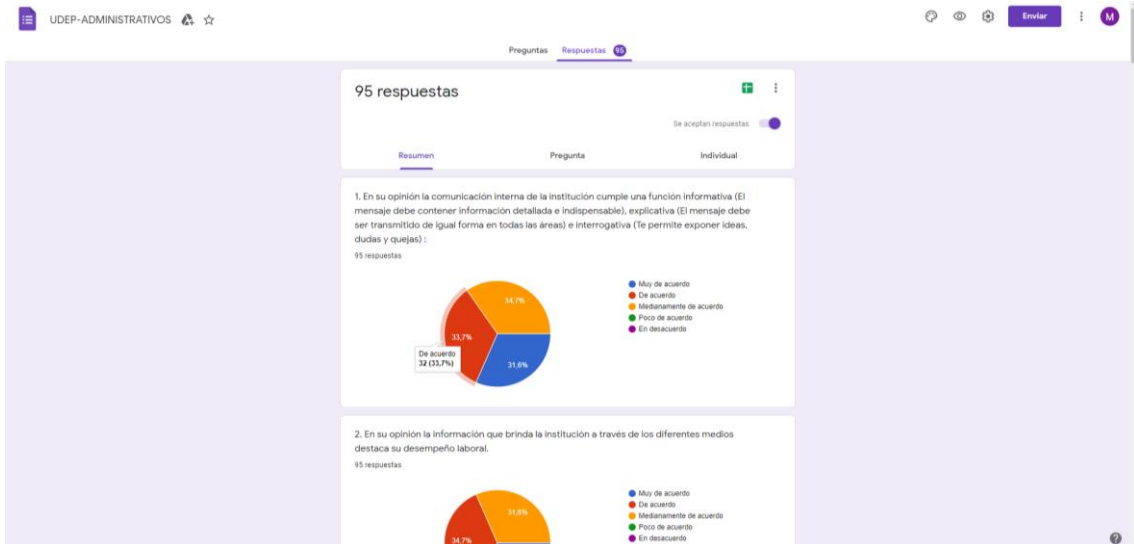 UDEP-ADMINISTRATIVOS
Enviar
M
Preguntas
Respuestas 95
95 respuestas
Se aceptan respuestas
Resumen
Pregunta
Individual
1. En su opinión la comunicación interna de la institución cumple una función informativa (El
mensaje debe contener información detallada e indispensable), explicativa (El mensaje debe
ser transmitido de igual forma en todas las áreas) e interrogativa (Te permite exponer ideas,
dudas y quejas) :
95 respuestas
34,7%
33,7%
31,6%
De acuerdo
32 (33,7%)
Muy de acuerdo
De acuerdo
Medianamente de acuerdo
Poco de acuerdo
En desacuerdo
2. En su opinión la información que brinda la institución a través de los diferentes medios
destaca su desempeño laboral.
95 respuestas
31,6%
34,7%
Muy de acuerdo
De acuerdo
Medianamente de acuerdo
Poco de acuerdo
En desacuerdo
?